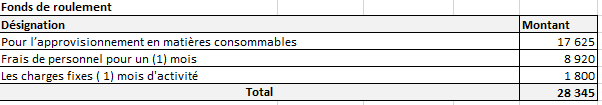 Fonds de roulement
Désignation Montant
Pour l’approvisionnement en matières consommables 17 625
Frais de personnel pour un (1) mois 8 920
Les charges fixes ( 1) mois d'activité 1 800
Total 28 345